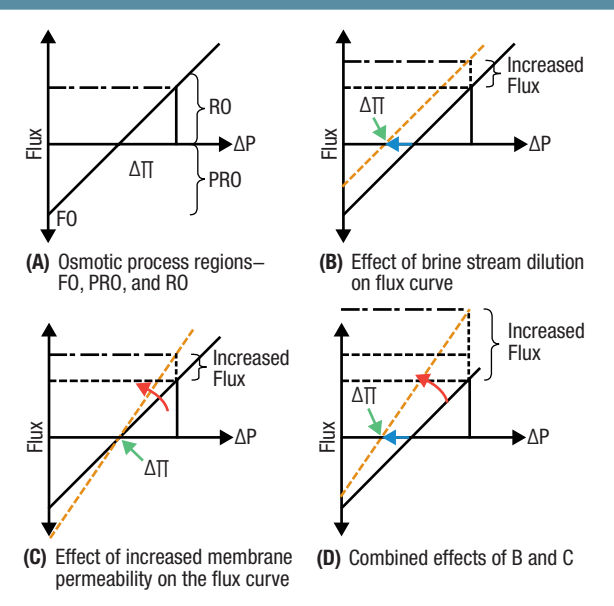 Flux
RO
ΔP
ΔΠ
PRO
FO
(A) Osmotic process regions–
FO, PRO, and RO
Increased
Flux
ΔΠ
Flux
ΔP
(B) Effect of brine stream dilution
on flux curve
Increased
Flux
Flux
ΔP
ΔΠ
(C) Effect of increased membrane
permeability on the flux curve
Increased
Flux
ΔΠ
Flux
ΔP
(D) Combined effects of B and C